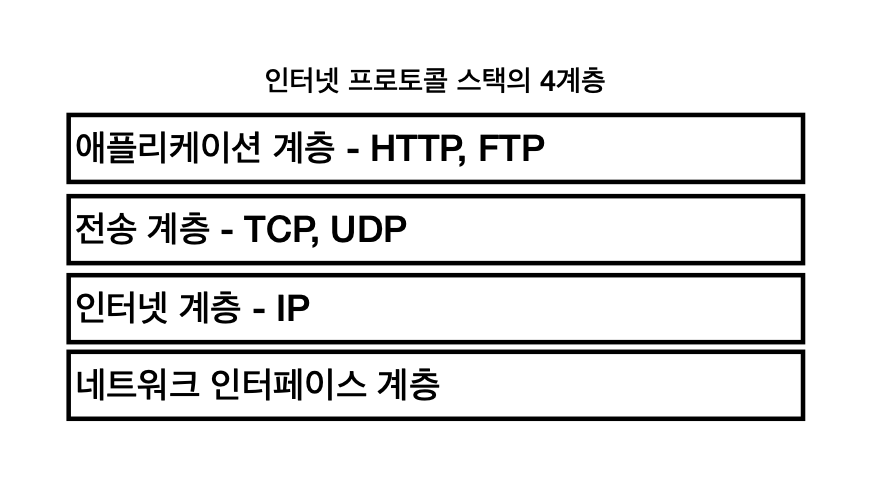 인터넷 프로토콜 스택의 4계층
애플리케이션 계층 - HTTP, FTP
전송 계층 - TCP, UDP
인터넷 계층 - IP
네트워크 인터페이스 계층